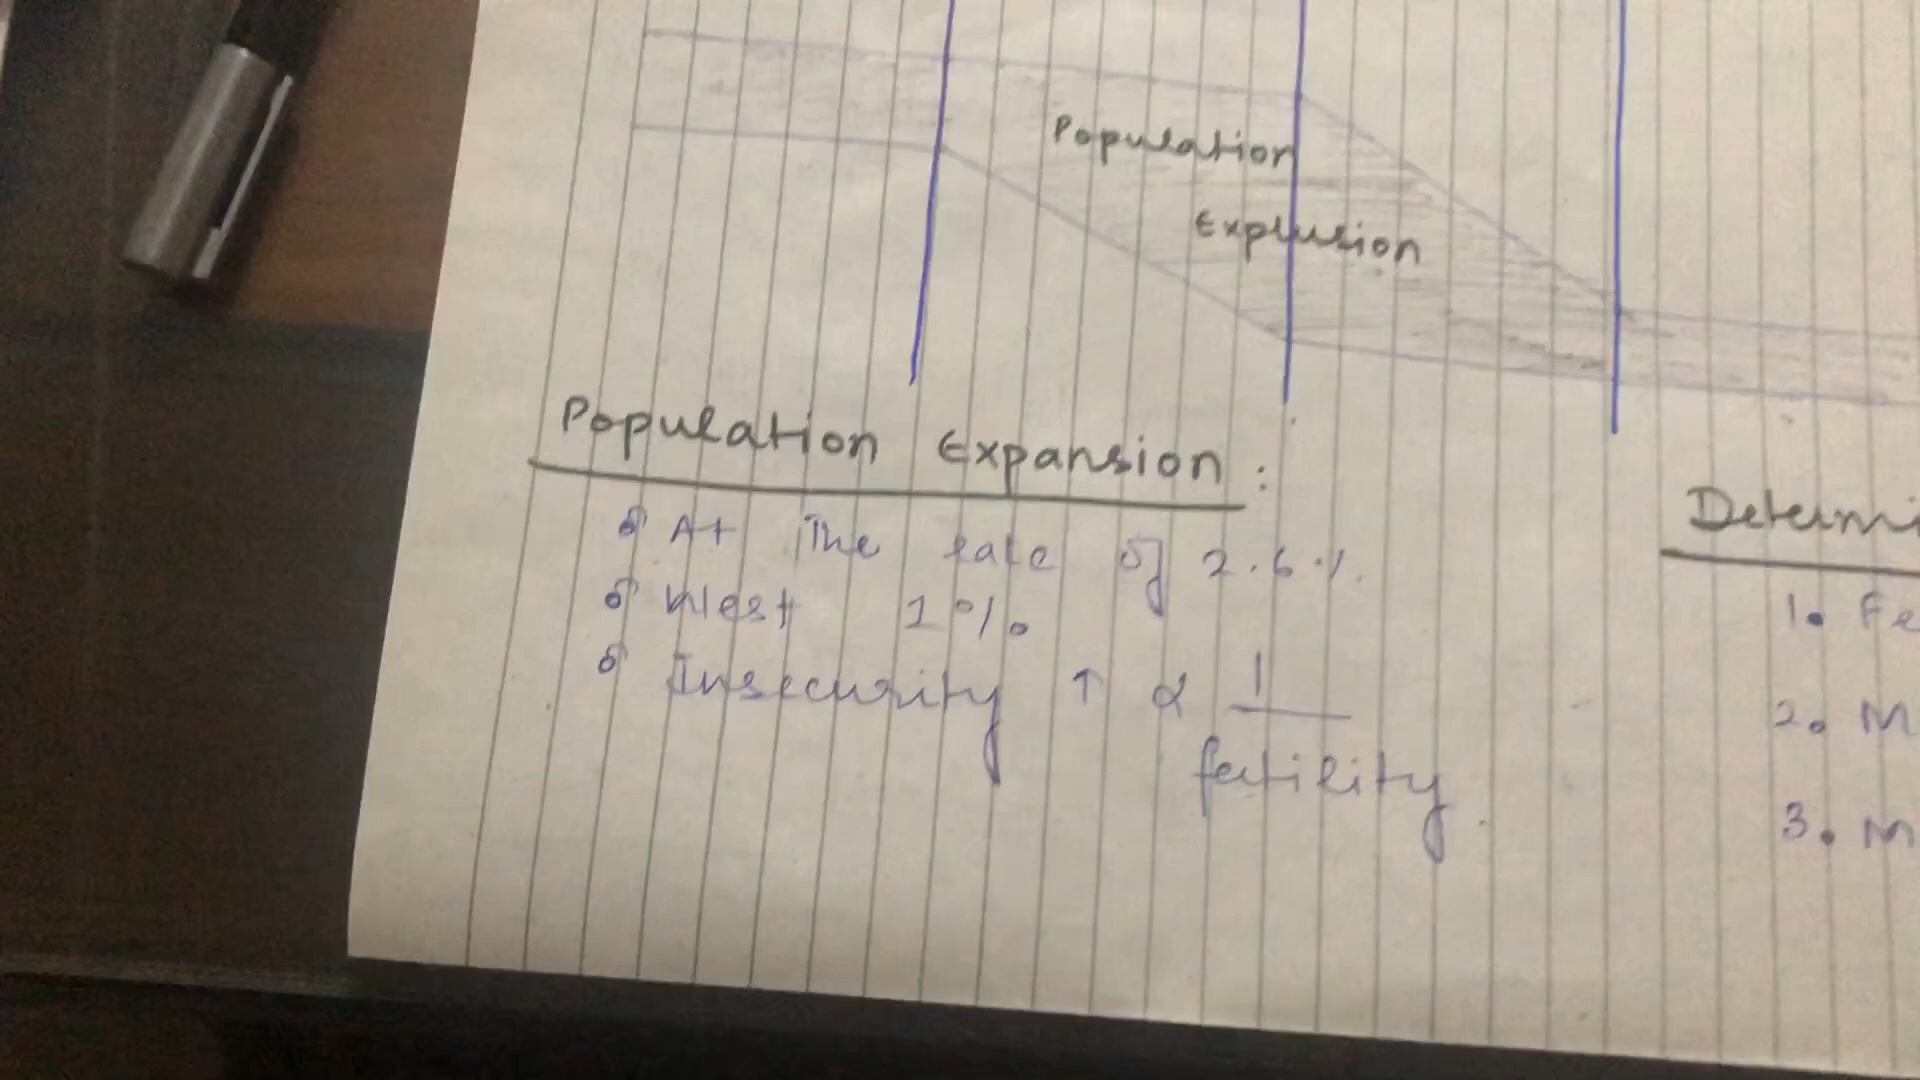 Population
Explusion
Population Expansion :
At The rate of 2.6 %.
West 1%
Insecurity ↑ ∝ 1/fertility.
Determi
1. Fe
2. M
3. M